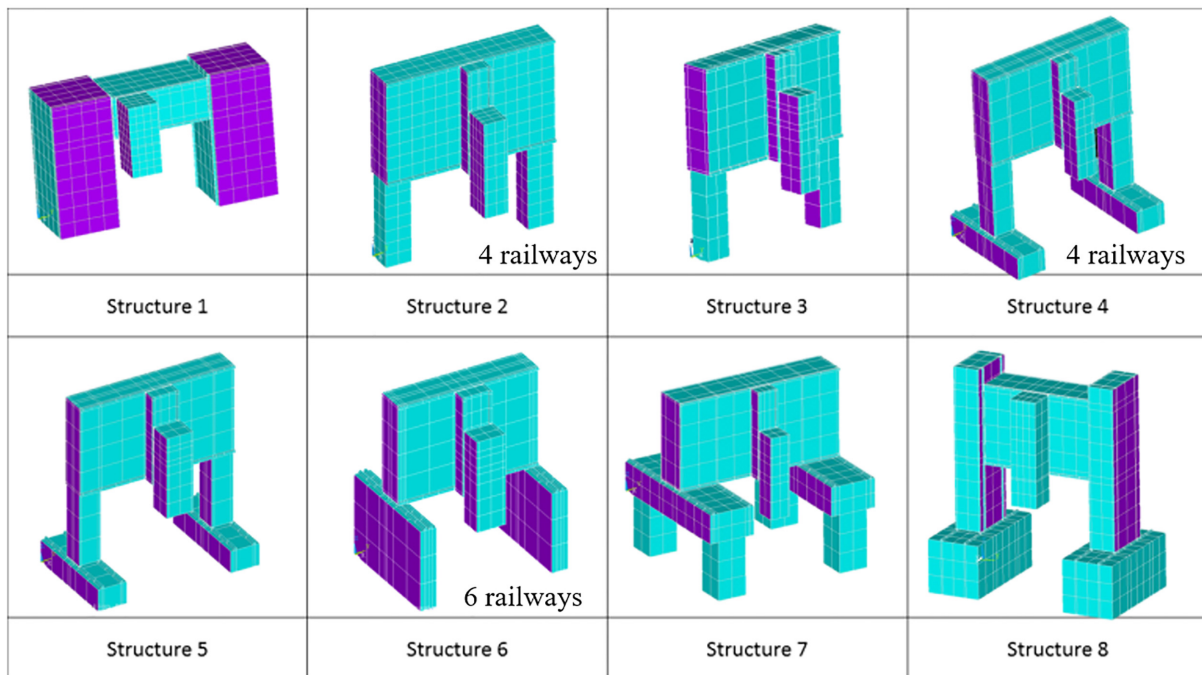 4 railways
4 railways
Structure 1
Structure 2
Structure 3
Structure 4
6 railways
Structure 5
Structure 6
Structure 7
Structure 8